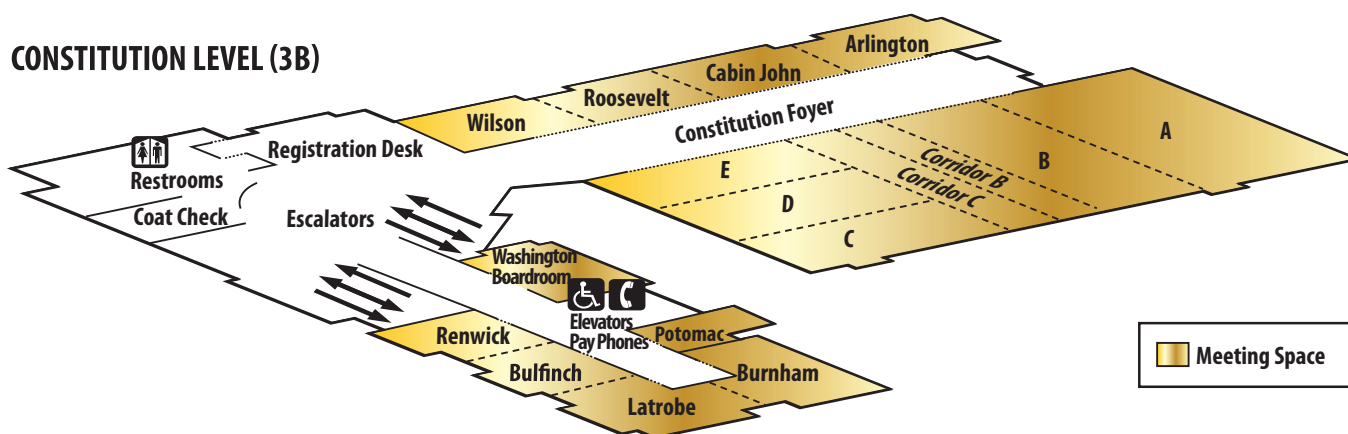 CONSTITUTION LEVEL (3B)
Arlington
Cabin John
Roosevelt
Wilson
Constitution Foyer
Registration Desk
Restrooms
Coat Check
Escalators
A
B
Corridor B
Corridor C
E
D
C
Washington
Boardroom
Elevators
Pay Phones
Potomac
Renwick
Bulfinch
Burnham
Latrobe
Meeting Space